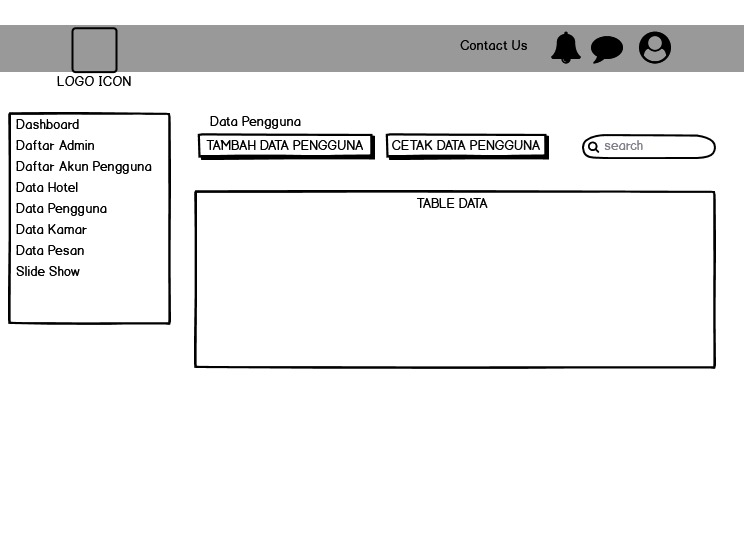 Contact Us
LOGO ICON
Dashboard
Daftar Admin
Daftar Akun Pengguna
Data Hotel
Data Pengguna
Data Kamar
Data Pesan
Slide Show
Data Pengguna
TAMBAH DATA PENGGUNA
CETAK DATA PENGGUNA
search
TABLE DATA